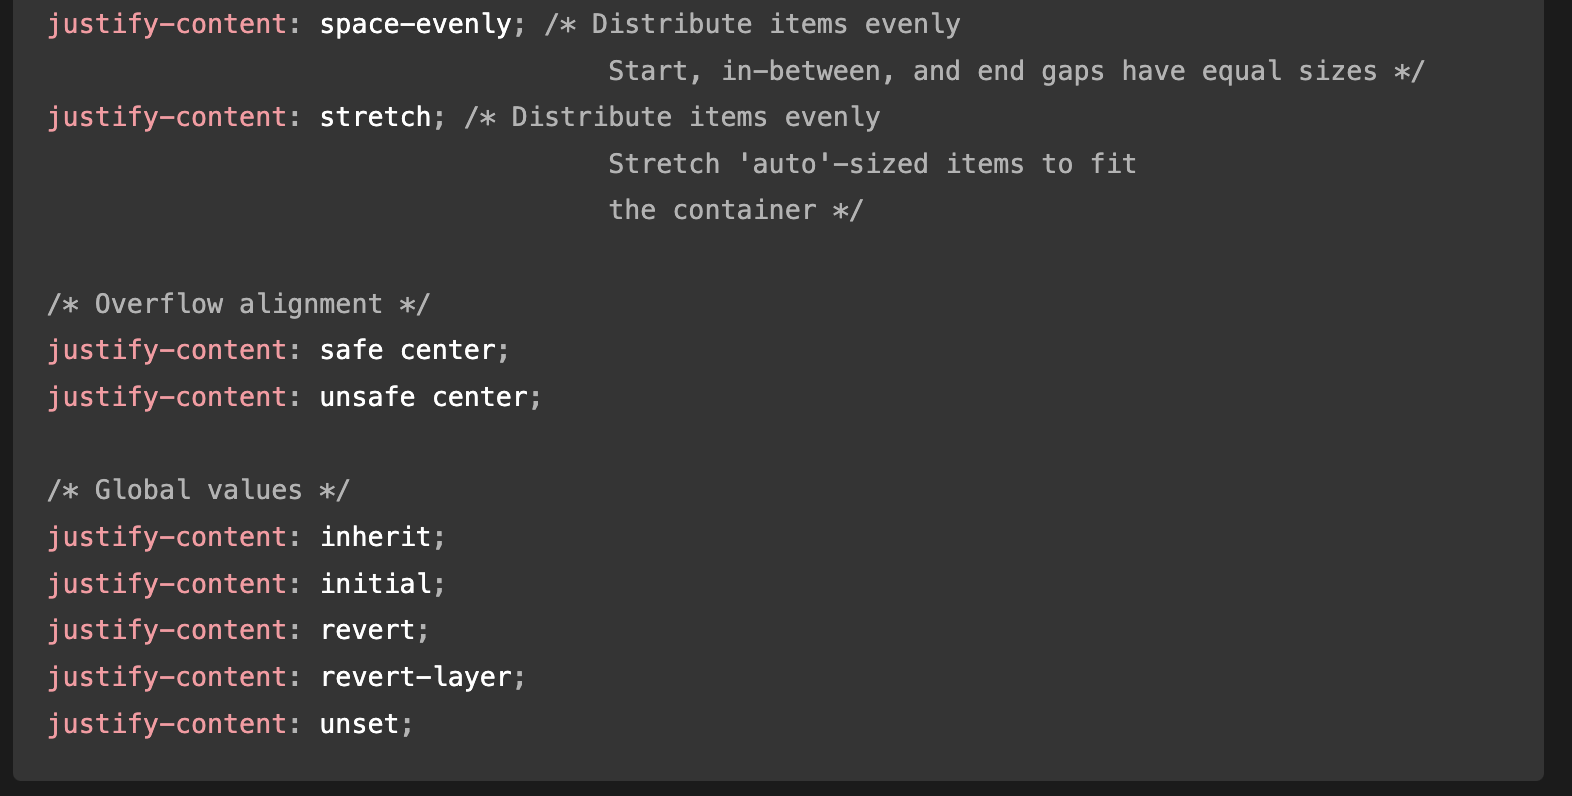 justify-content: space-evenly; /* Distribute items evenly
Start, in-between, and end gaps have equal sizes */
justify-content: stretch; /* Distribute items evenly
Stretch 'auto'-sized items to fit
the container */
/* Overflow alignment */
justify-content: safe center;
justify-content: unsafe center;
/* Global values */
justify-content: inherit;
justify-content: initial;
justify-content: revert;
justify-content: revert-layer;
justify-content: unset;